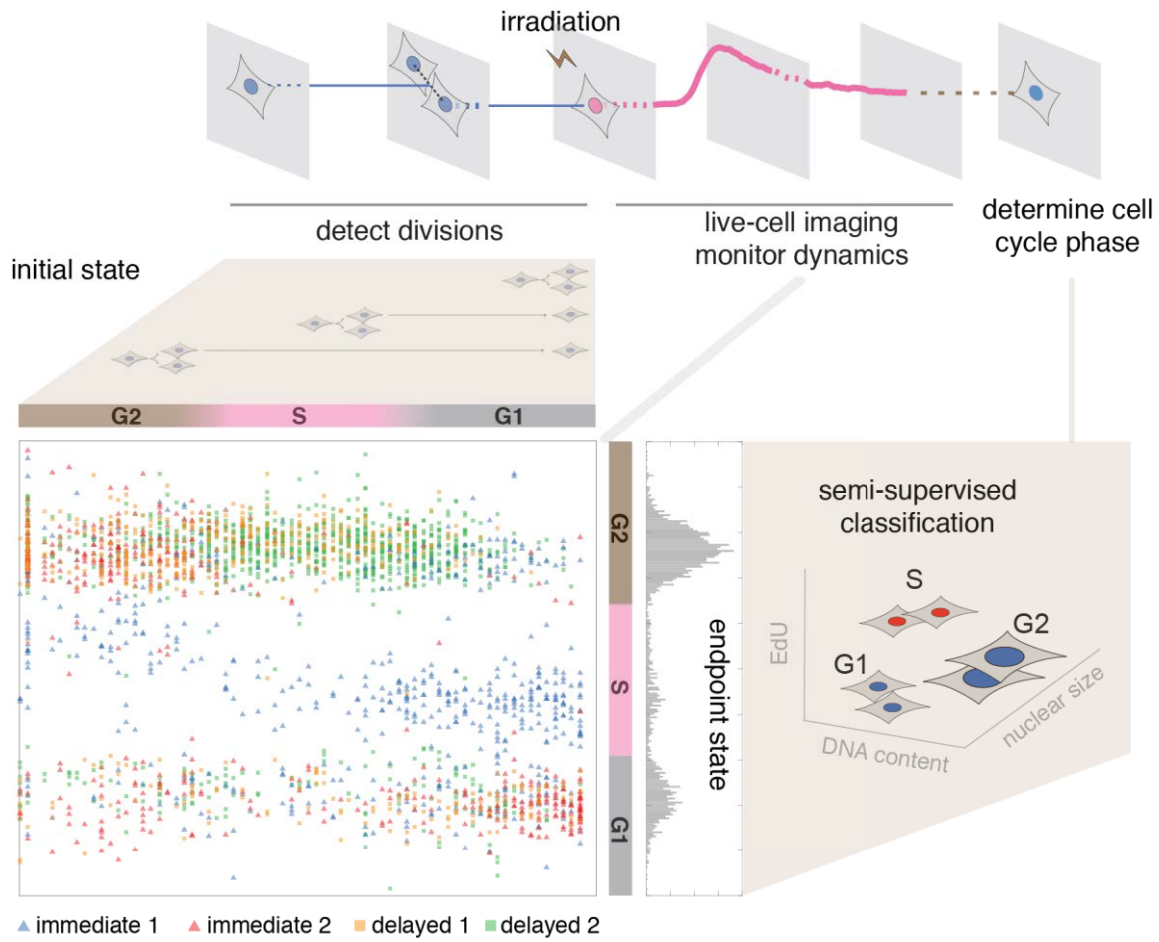 irradiation
detect divisions
live-cell imaging
monitor dynamics
determine cell
cycle phase
initial state
G2
S
G1
G2
S
G1
endpoint state
semi-supervised
classification
S
G2
G1
EdU
DNA content
nuclear size
immediate 1
immediate 2
delayed 1
delayed 2